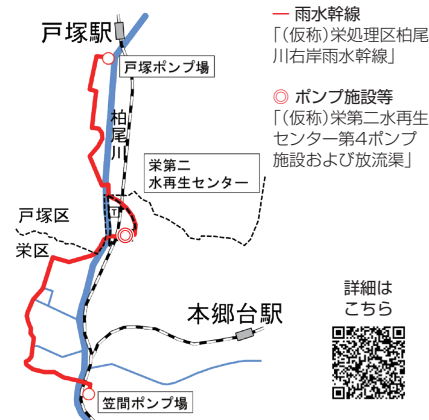 戸塚駅
戸塚ポンプ場
柏尾川
栄第二
水再生センター
戸塚区
栄区
本郷台駅
笠間ポンプ場
雨水幹線
「(仮称)栄処理区柏尾
川右岸雨水幹線」
◎ ポンプ施設等
「(仮称)栄第二水再生
センター第4ポンプ
施設および放流渠」
詳細は
こちら